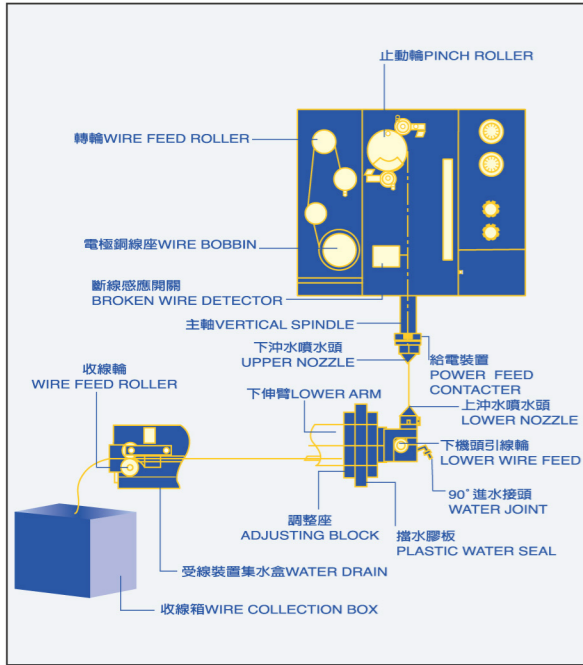 止動輪PINCH ROLLER
轉輪WIRE FEED ROLLER
電極銅線座WIRE BOBBIN
斷線感應開關
BROKEN WIRE DETECTOR
主軸VERTICAL SPINDLE
下沖水噴水頭
UPPER NOZZLE
給電裝置
POWER FEED
CONTACTER
收線輪
WIRE FEED ROLLER
下伸臂LOWER ARM
上沖水噴水頭
LOWER NOZZLE
下機頭引線輪
LOWER WIRE FEED
90°進水接頭
WATER JOINT
調整座
ADJUSTING BLOCK
擋水膠板
PLASTIC WATER SEAL
受線裝置集水盒WATER DRAIN
收線箱WIRE COLLECTION BOX